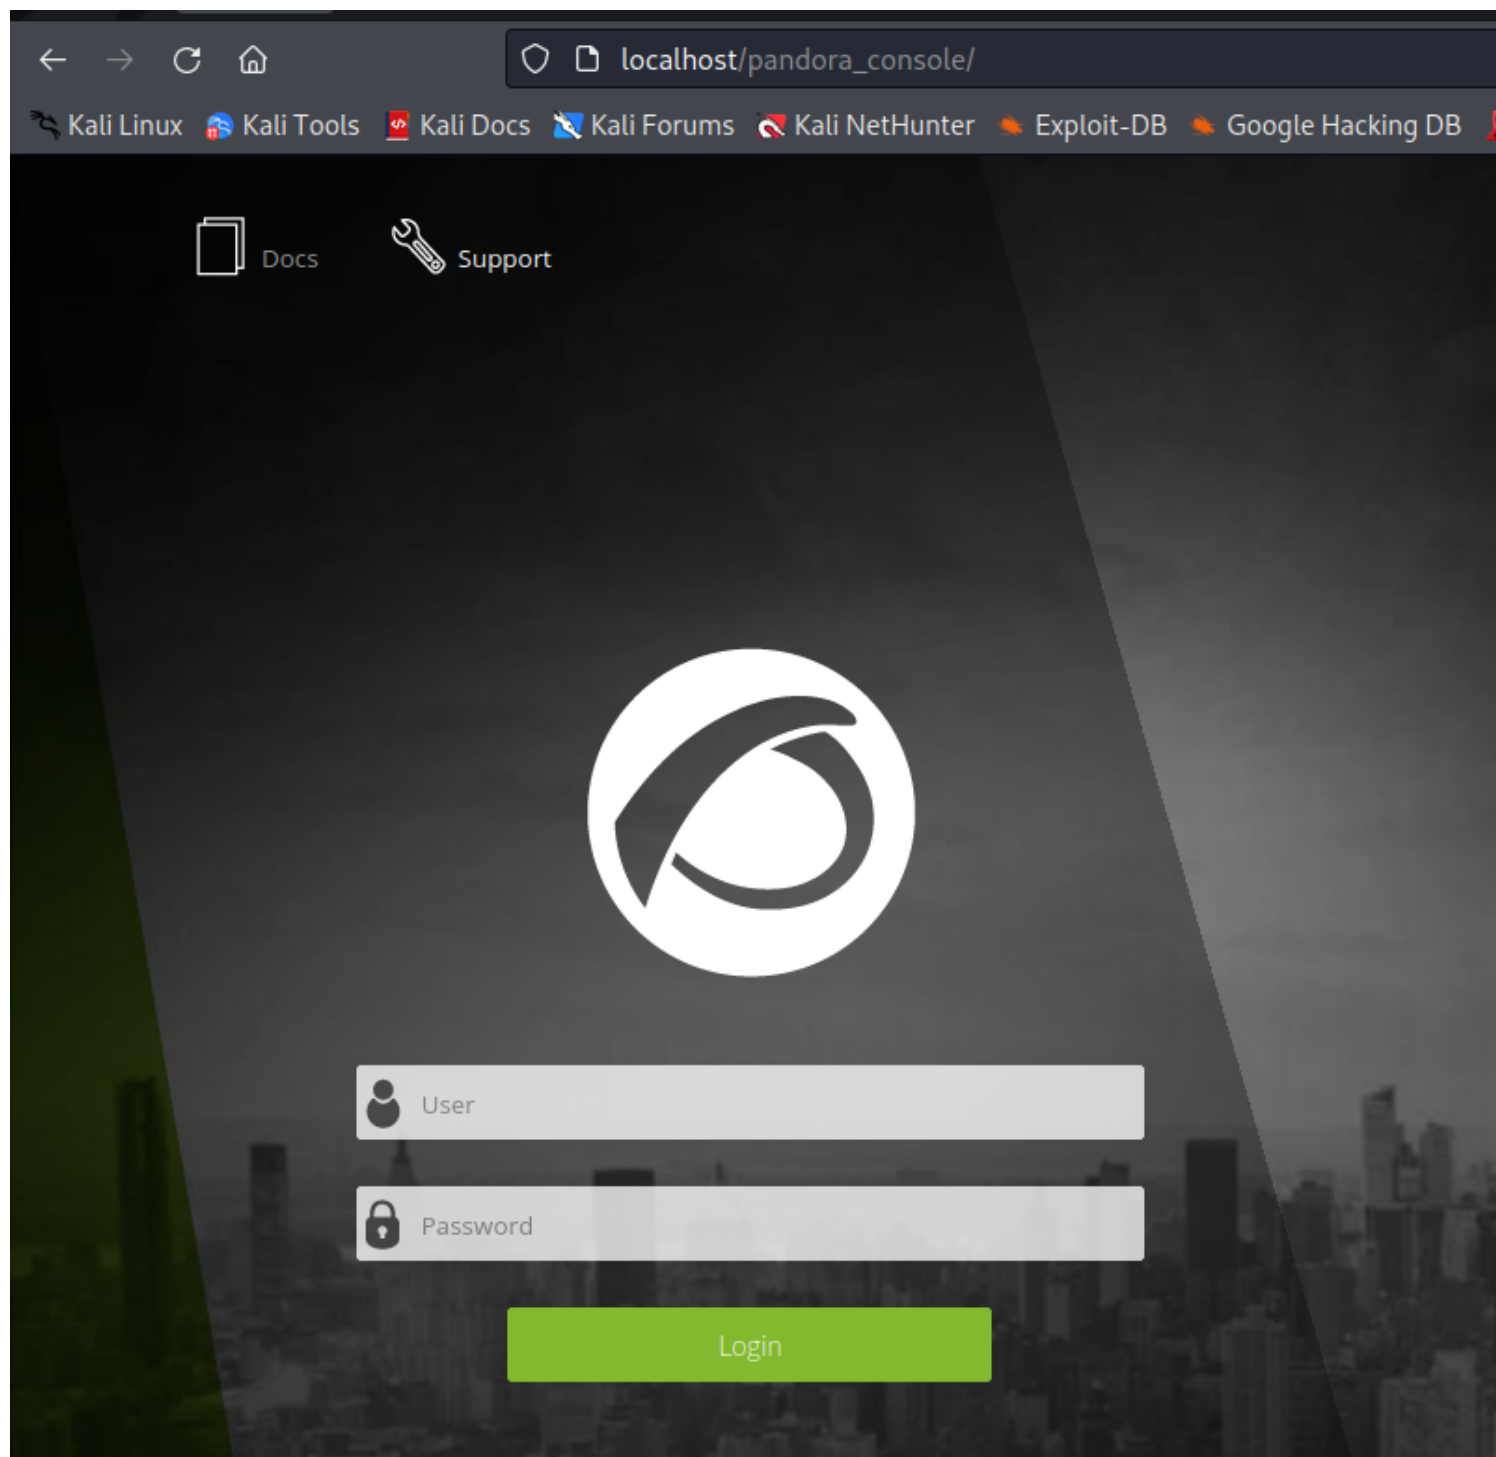 localhost/pandora_console/
Kali Linux Kali Tools Kali Docs Kali Forums Kali NetHunter Exploit-DB Google Hacking DB
Docs Support
User
Password
Login